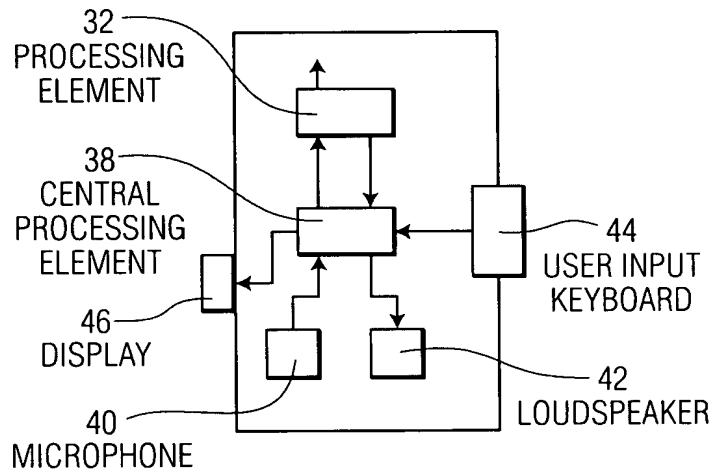 32
PROCESSING
ELEMENT
38
CENTRAL
PROCESSING
ELEMENT
44
USER INPUT
KEYBOARD
46
DISPLAY
42
LOUDSPEAKER
40
MICROPHONE